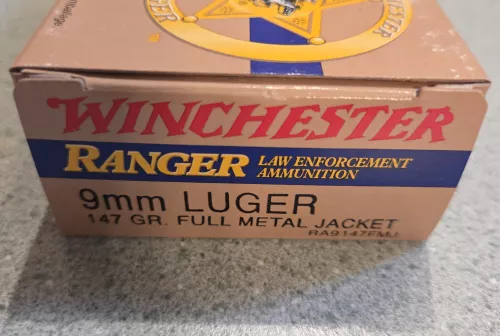 WINCHESTER
RANGER LAW ENFORCEMENT
AMMUNITION
9mm LUGER
147 GR. FULL METAL JACKET
RA9147FMJ